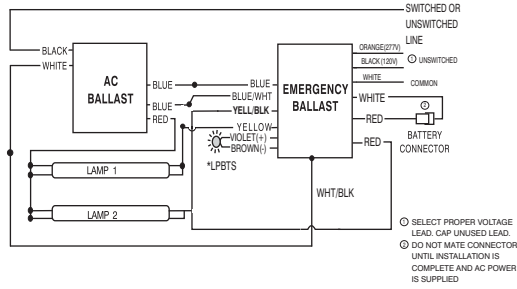 SWITCHED OR
UNSWITCHED
LINE
BLACK
WHITE
AC
BALLAST
BLUE
BLUE
RED
BLUE
BLUE/WHT
YELL/BLK
YELLOW
VIOLET(+)
BROWN(-)
*LPBTS
EMERGENCY
BALLAST
ORANGE(277V)
BLACK(120V)
1 UNSWITCHED
WHITE
COMMON
WHITE
2
RED
BATTERY
CONNECTOR
RED
WHT/BLK
LAMP 1
LAMP 2
1 SELECT PROPER VOLTAGE
LEAD. CAP UNUSED LEAD.
2 DO NOT MATE CONNECTOR
UNTIL INSTALLATION IS
COMPLETE AND AC POWER
IS SUPPLIED